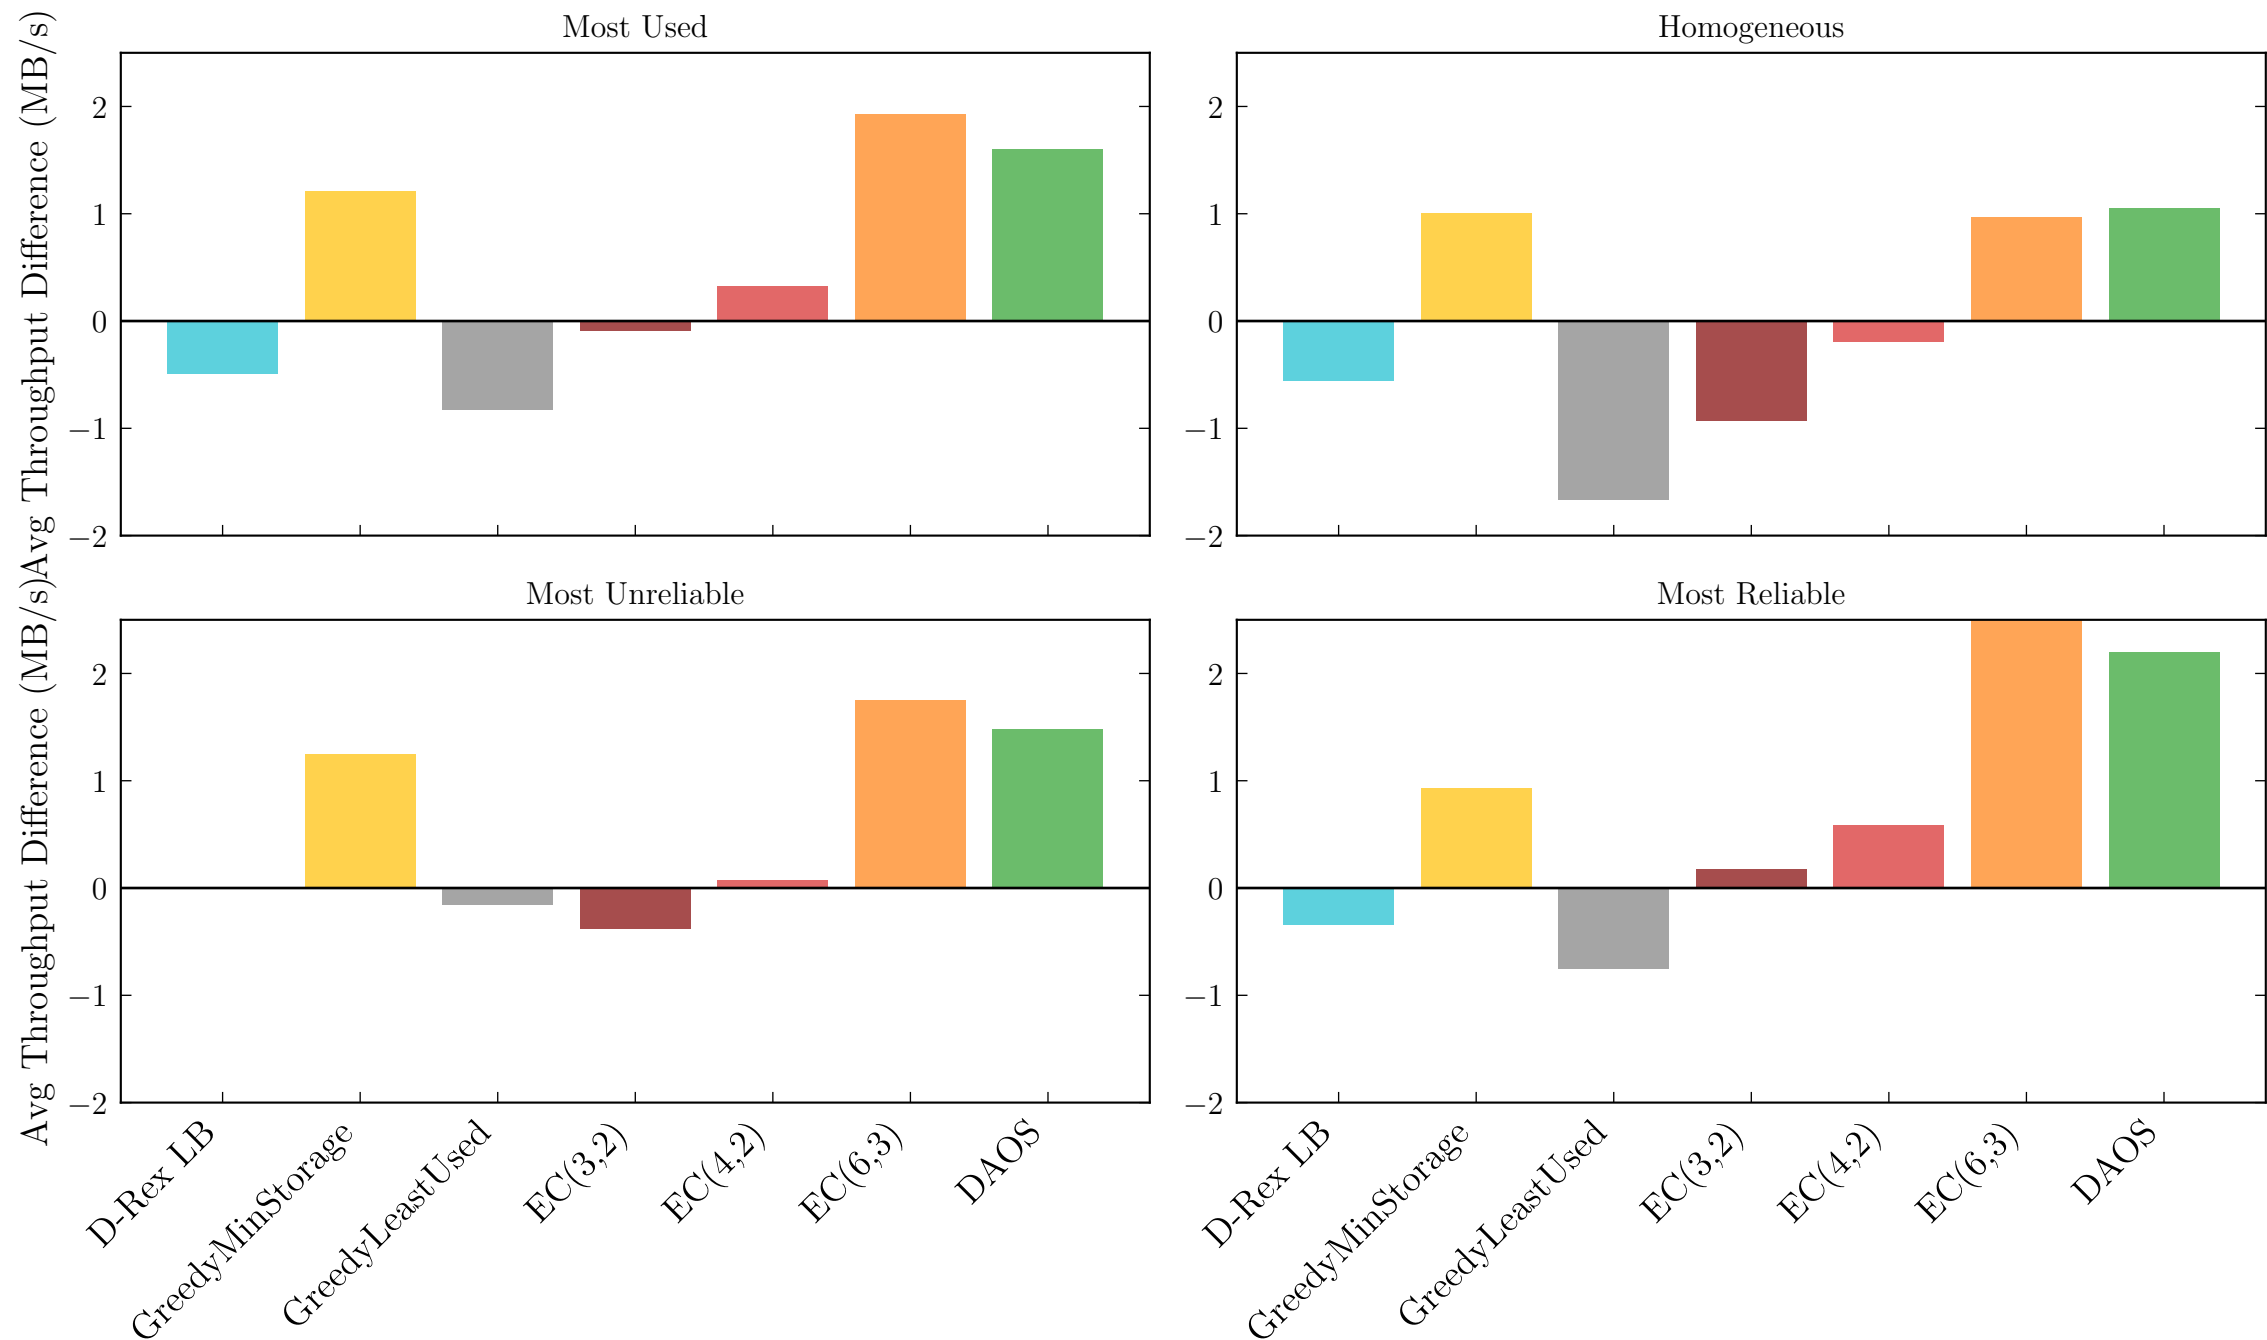 Most Used
Homogeneous
Avg Throughput Difference (MB/s)
2
1
0
−1
−2
2
1
0
−1
−2
Most Unreliable
Most Reliable
Avg Throughput Difference (MB/s)
2
1
0
−1
−2
2
1
0
−1
−2
D-Rex LB
GreedyMinStorage
GreedyLeastUsed
EC(3,2)
EC(4,2)
EC(6,3)
DAOS
D-Rex LB
GreedyMinStorage
GreedyLeastUsed
EC(3,2)
EC(4,2)
EC(6,3)
DAOS